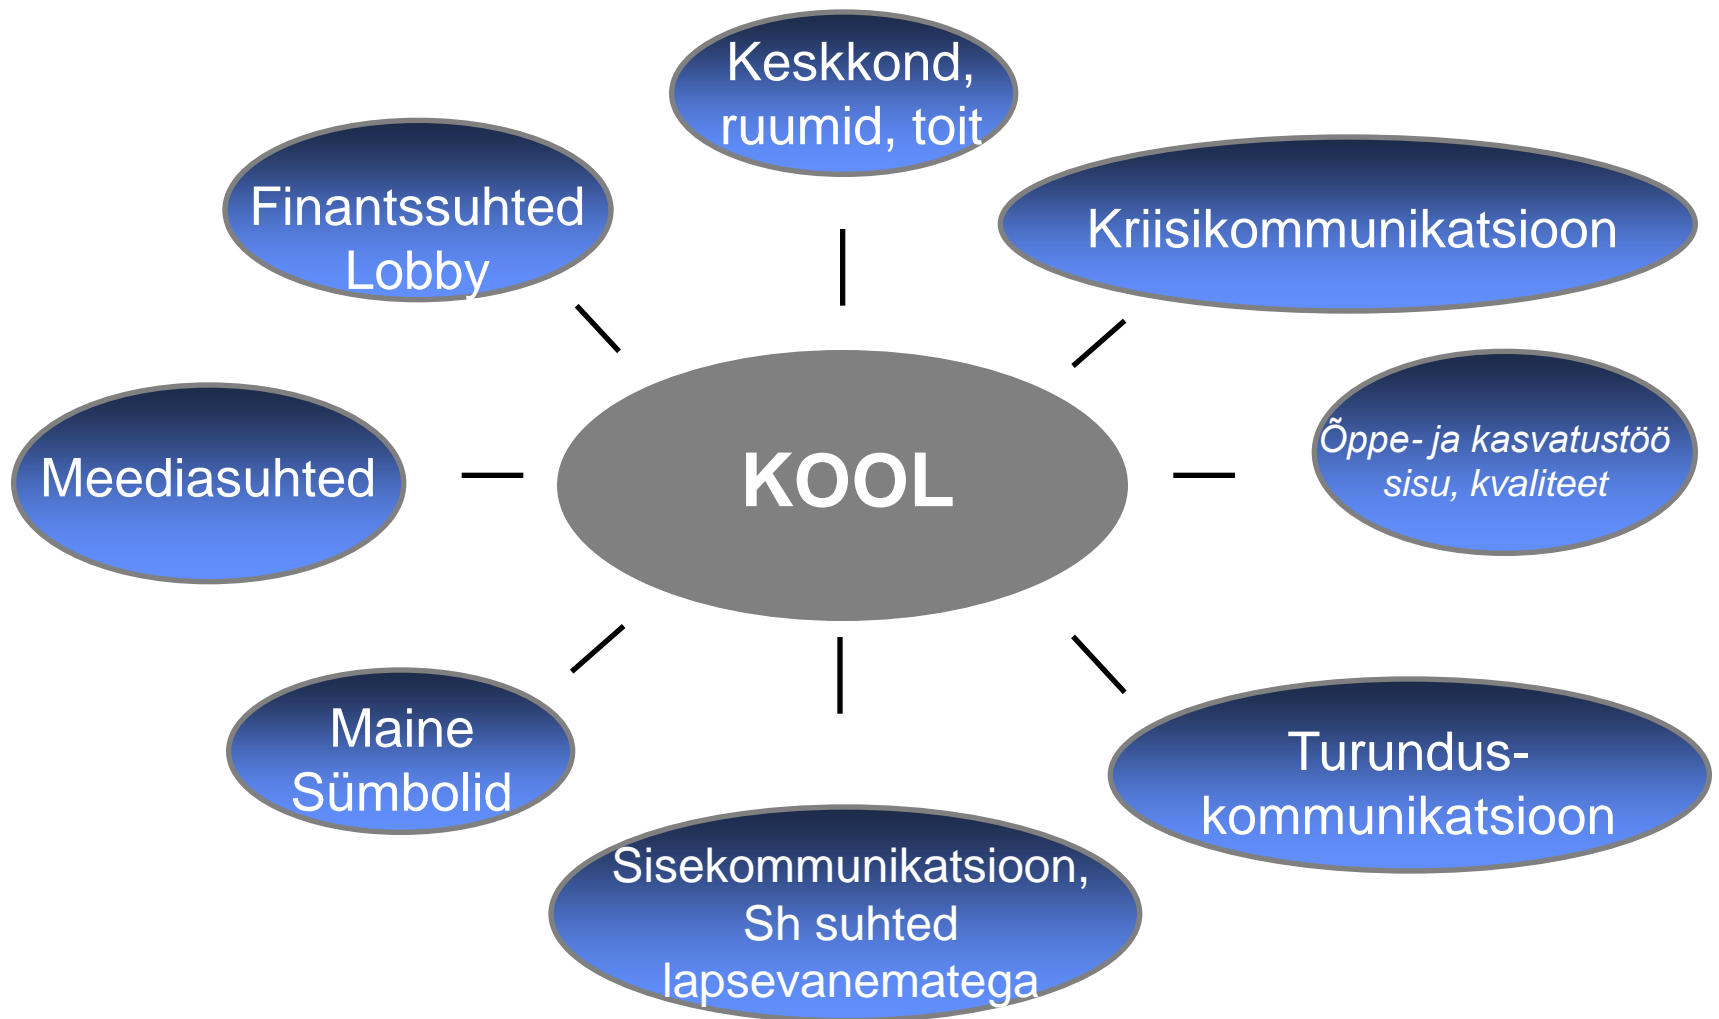 Keskkond,
ruumid, toit
Finantssuhted
Lobby
Kriisikommunikatsioon
Meediasuhted
KOOL
Õppe- ja kasvatustöö
sisu, kvaliteet
Maine
Sümbolid
Turundus-
kommunikatsioon
Sisekommunikatsioon,
Sh suhted
lapsevanematega